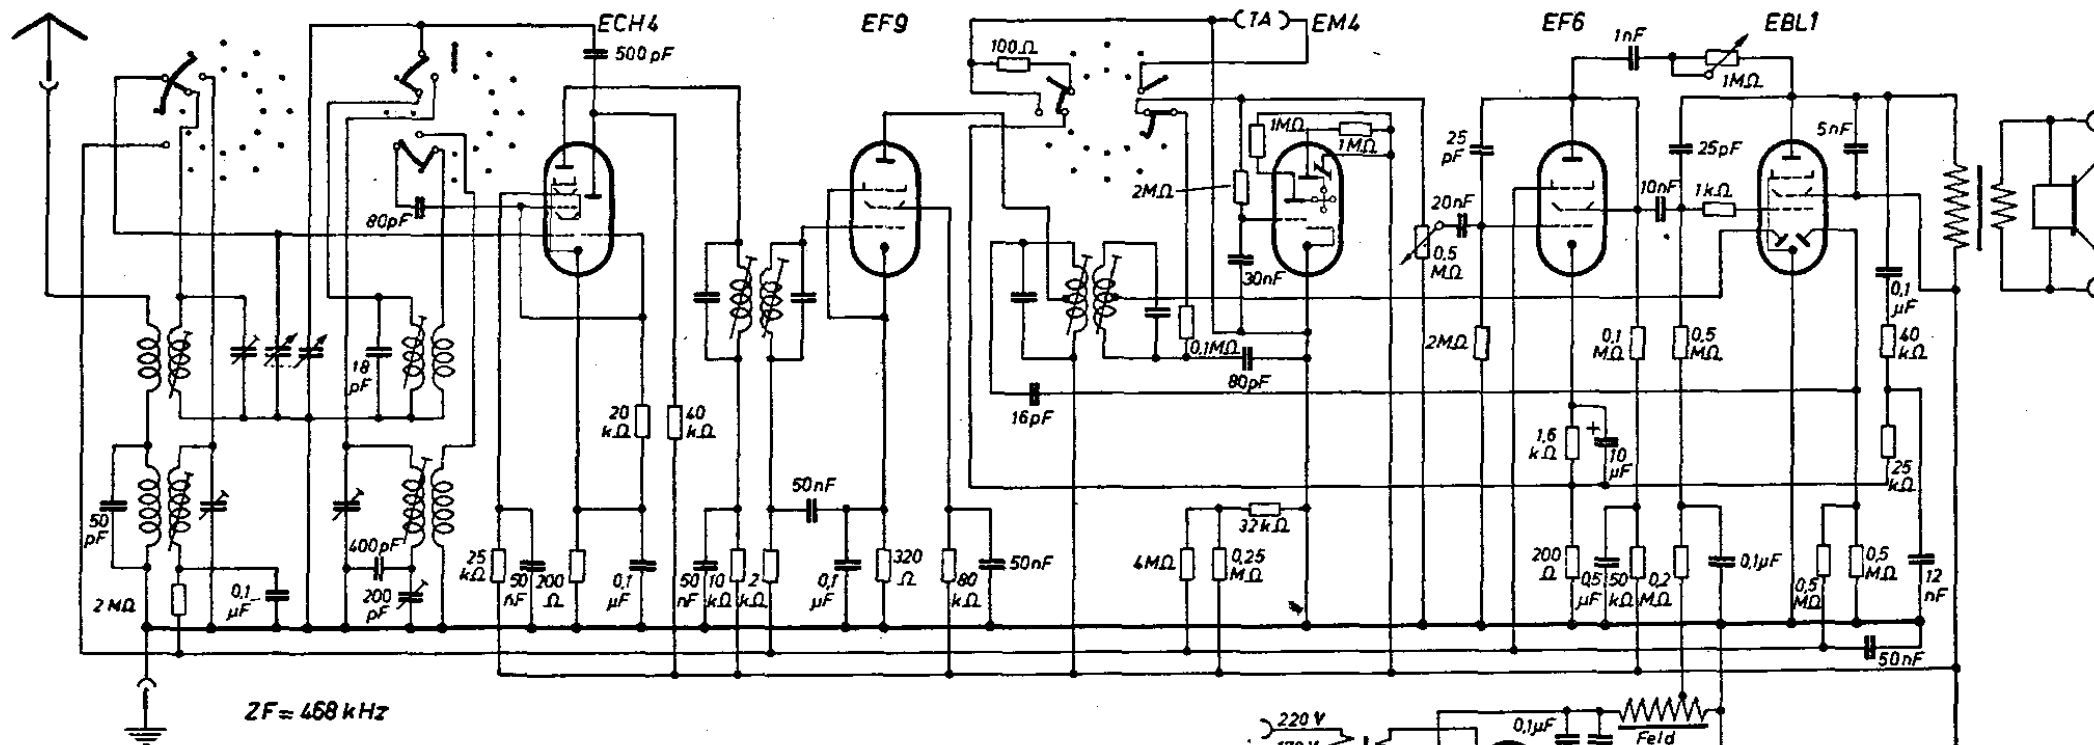 ECH4
EF9
TA
EM4
EF6
EBL1
500pF
100Ω
1nF
1MΩ
1MΩ
1MΩ
2MΩ
25
pF
25pF
5nF
80pF
20nF
10nF
1kΩ
0,5
MΩ
30nF
0,1
µF
18
pF
0,1MΩ
80pF
2MΩ
0,1
MΩ
0,5
MΩ
40
kΩ
16pF
20
kΩ
40
kΩ
1,6
kΩ
+
10
µF
25
kΩ
50
pF
400pF
50nF
32kΩ
2MΩ
0,1
µF
200
pF
25
kΩ
50
nF
200
Ω
0,1
µF
50
nF
10
kΩ
2
kΩ
0,1
µF
320
Ω
80
kΩ
50nF
4MΩ
0,25
MΩ
200
Ω
0,5
µF
50
kΩ
0,2
MΩ
0,1µF
0,5
MΩ
0,5
MΩ
12
nF
50nF
ZF = 468 kHz
220 V
0,1µF
Feld